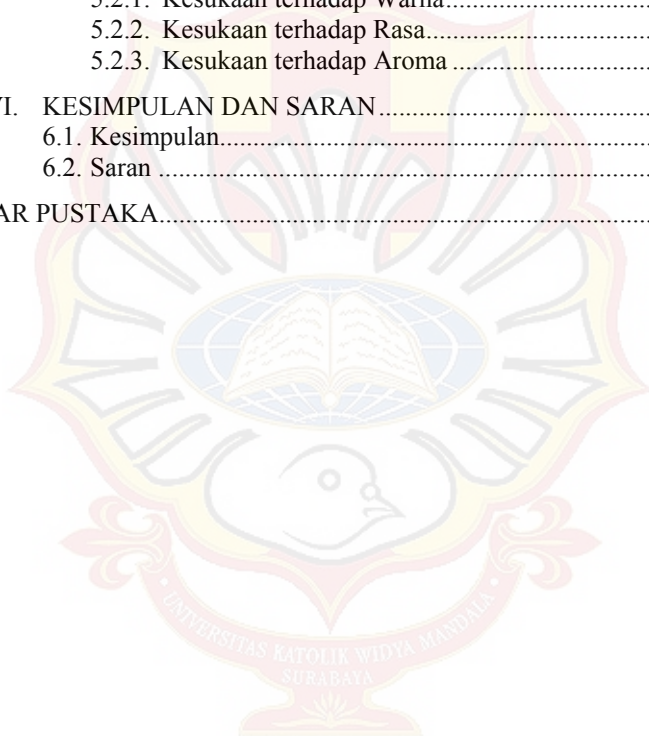 5.2.1. Kesukaan terhadap Warna
5.2.2. Kesukaan terhadap Rasa
5.2.3. Kesukaan terhadap Aroma
VI. KESIMPULAN DAN SARAN
6.1. Kesimpulan
6.2. Saran
AR PUSTAKA
UNIVERSITAS KATOLIK WIDYA MANDALA
SURABAYA